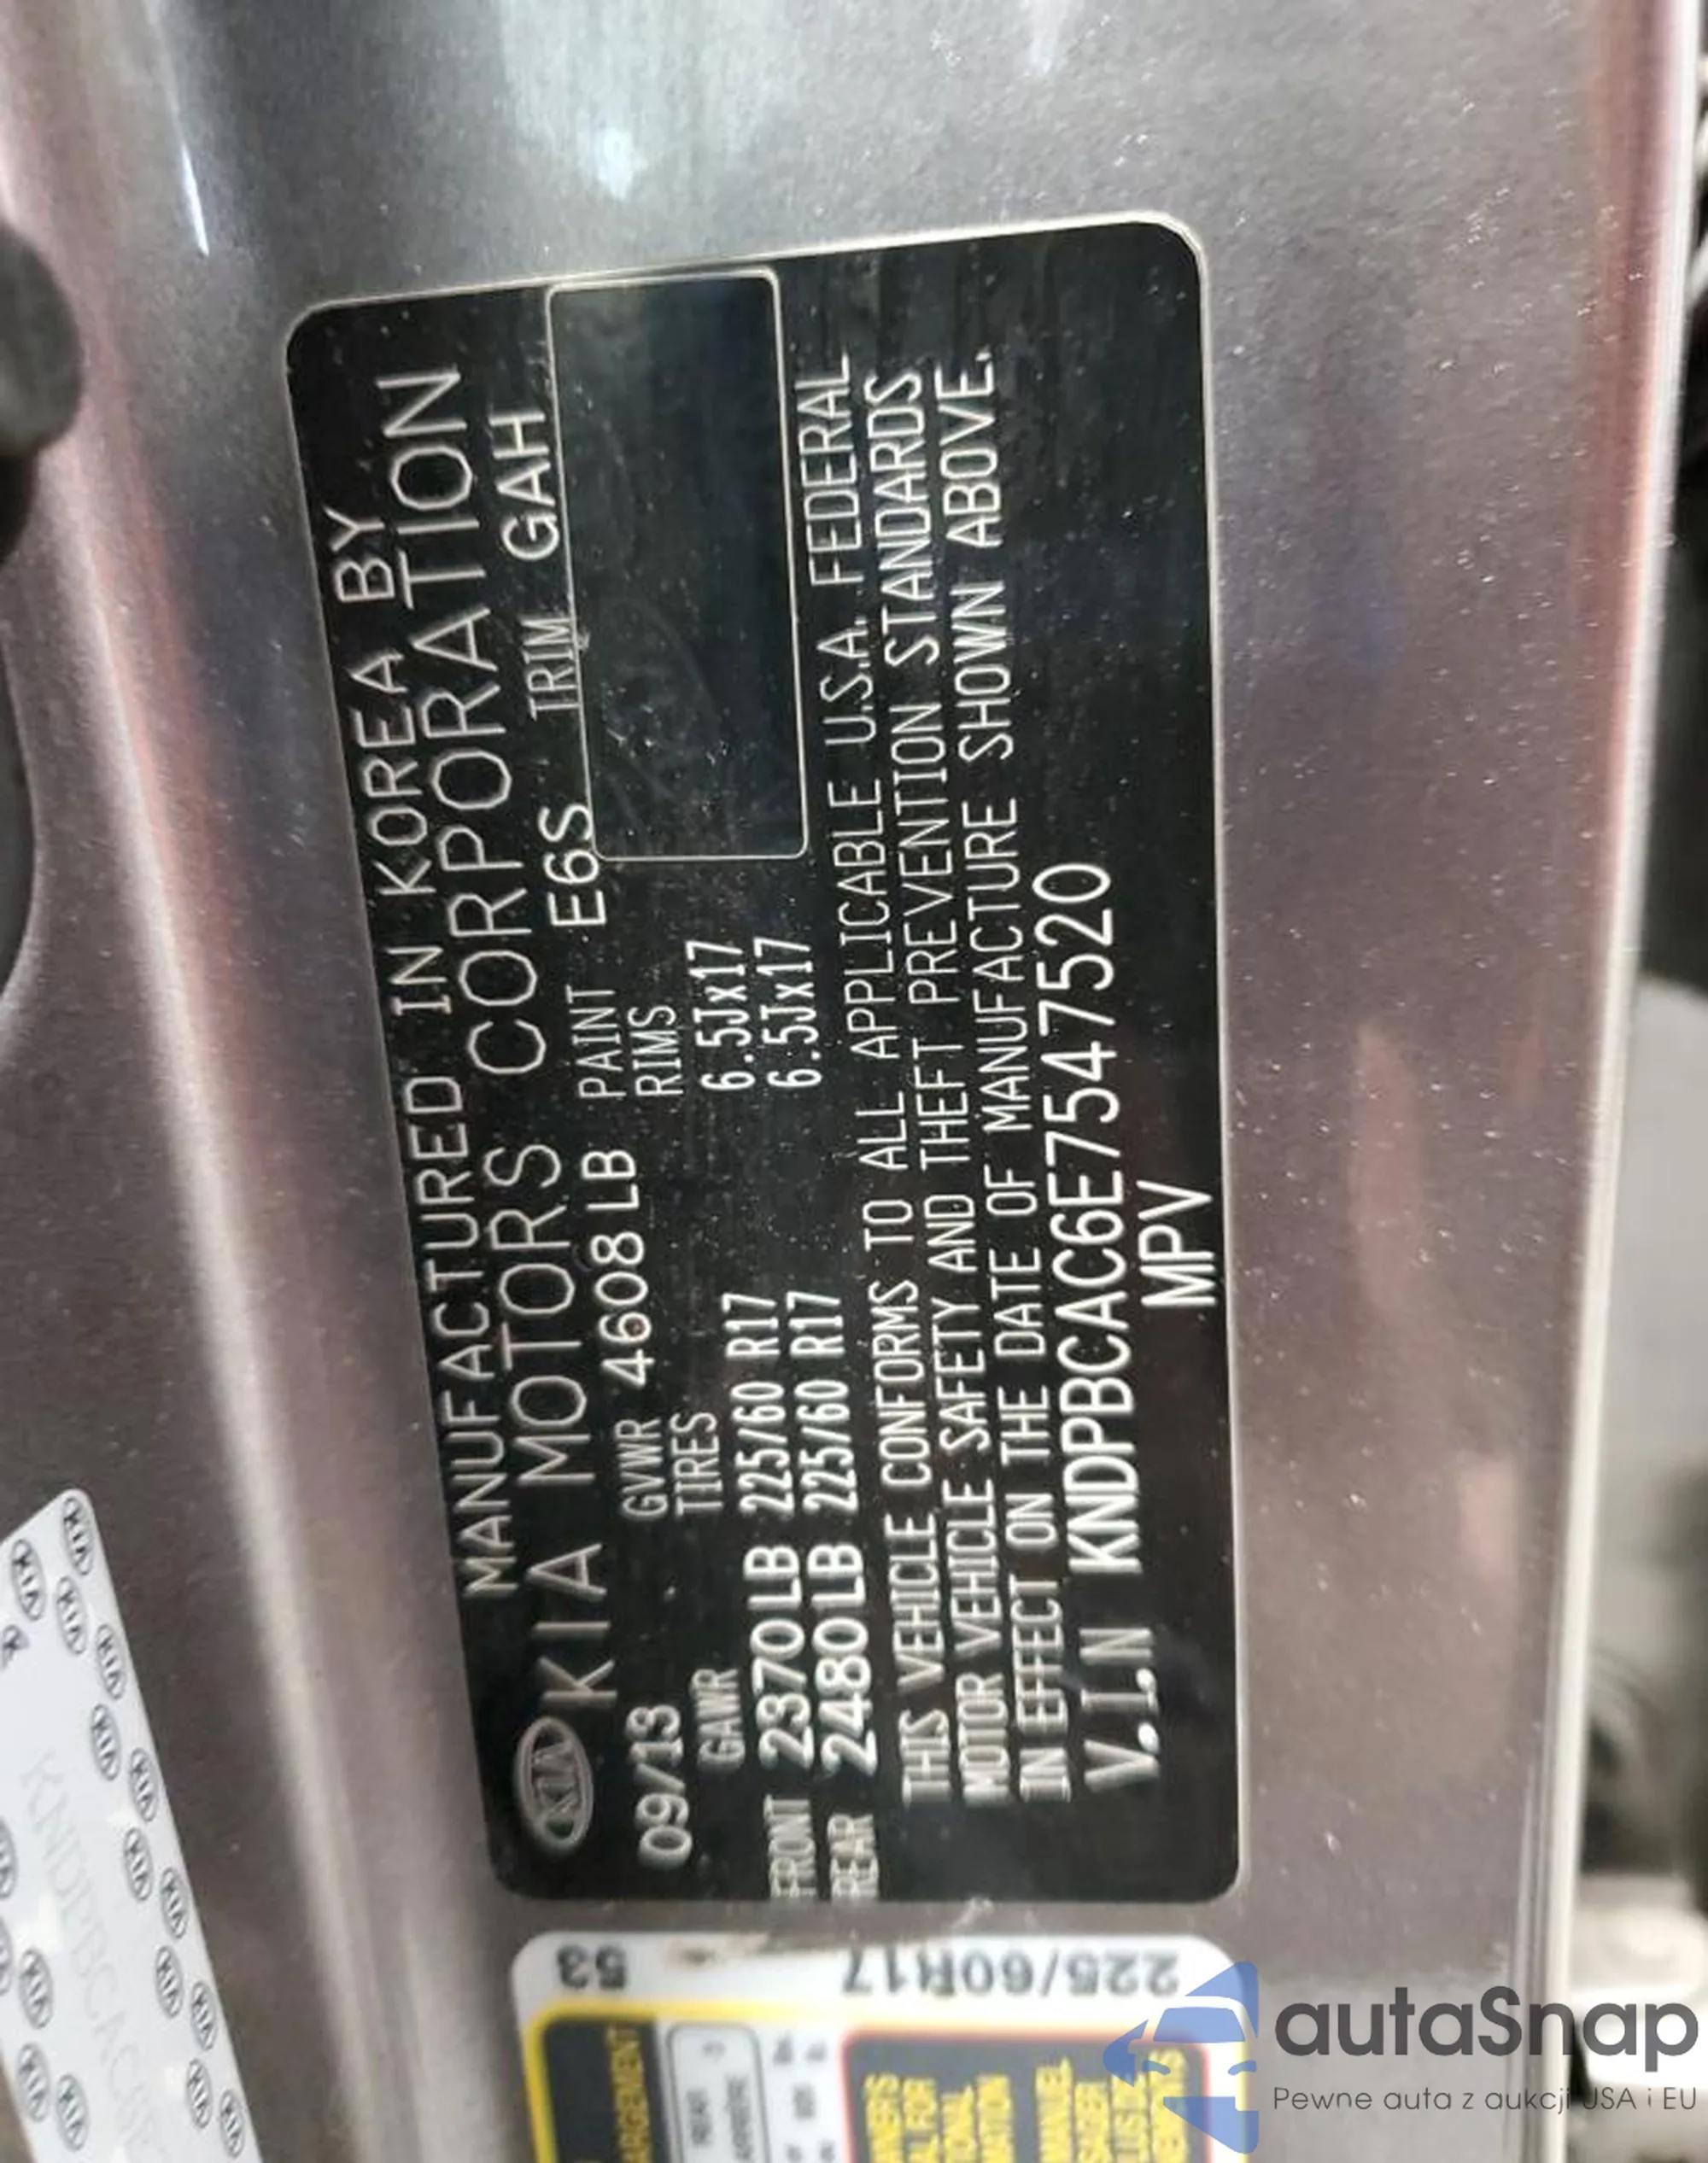 MANUFACTURED IN KOREA BY
KIA KIA MOTORS CORPORATION
09/13 GVWR 4608 LB PAINT E6S TRIM GAH
GAWR TIRES RIMS
FRONT 2370 LB 225/60 R17 6.5Jx17
REAR 2480 LB 225/60 R17 6.5Jx17
THIS VEHICLE CONFORMS TO ALL APPLICABLE U.S.A. FEDERAL
MOTOR VEHICLE SAFETY AND THEFT PREVENTION STANDARDS
IN EFFECT ON THE DATE OF MANUFACTURE SHOWN ABOVE.
V.I.N KNDPBCAC6E7547520
MPV
225/60R17
53
REAR
MANUEL
autaSnap
Pewne auta z aukcji USA i EU